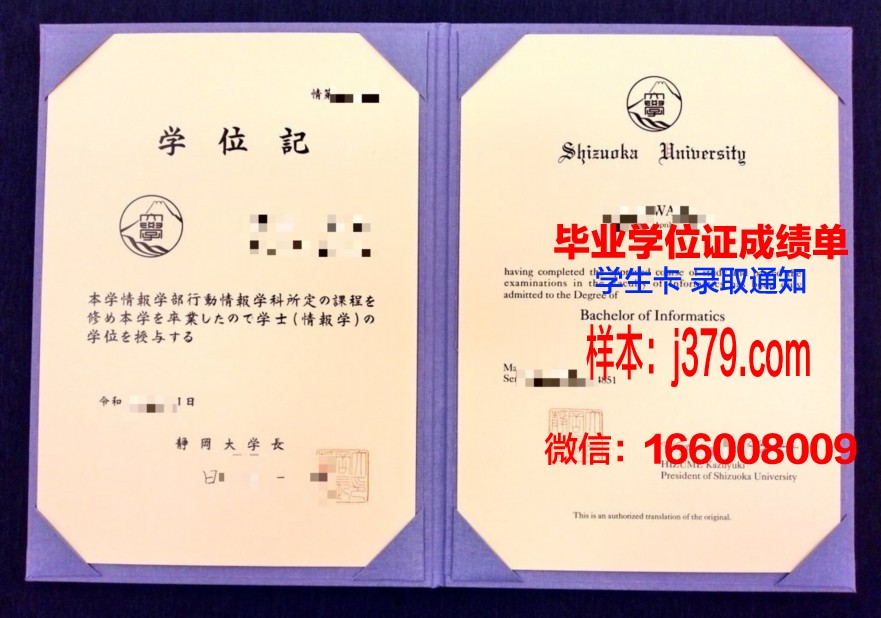 情第
学位記
本学情報学部行動情報学科所定の課程を
修め本学を卒業したので学士(情報学)の
学位を授与する
令和 1日
静岡大学長
Shizuoka University
毕业学位证成绩单
having completed the
学生卡 录取通知
examinations in the
admitted to the Degree of
Bachelor of Informatics
样本: j379.com
4851
微信: 166008009
HIZUME Kazuyuki
President of Shizuoka University
This is an authorized translation of the original.